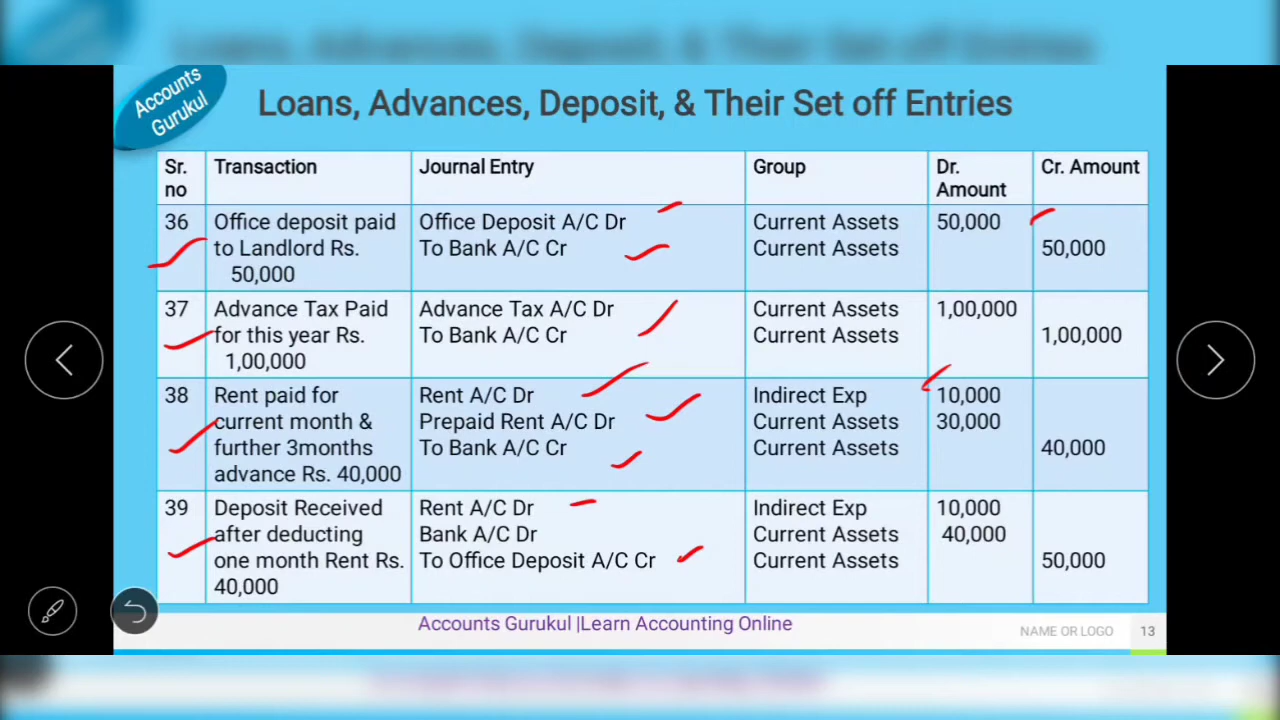 Accounts
Gurukul
Loans, Advances, Deposit, & Their Set off Entries
Sr. no Transaction Journal Entry Group Dr. Amount Cr. Amount
36 Office deposit paid Office Deposit A/C Dr Current Assets 50,000
to Landlord Rs. To Bank A/C Cr Current Assets 50,000
50,000
37 Advance Tax Paid Advance Tax A/C Dr Current Assets 1,00,000
for this year Rs. To Bank A/C Cr Current Assets 1,00,000
1,00,000
38 Rent paid for Rent A/C Dr Indirect Exp 10,000
current month & Prepaid Rent A/C Dr Current Assets 30,000
further 3months To Bank A/C Cr Current Assets 40,000
advance Rs. 40,000
39 Deposit Received Rent A/C Dr Indirect Exp 10,000
after deducting Bank A/C Dr Current Assets 40,000
one month Rent Rs. To Office Deposit A/C Cr Current Assets 50,000
40,000
Accounts Gurukul |Learn Accounting Online
NAME OR LOGO 13